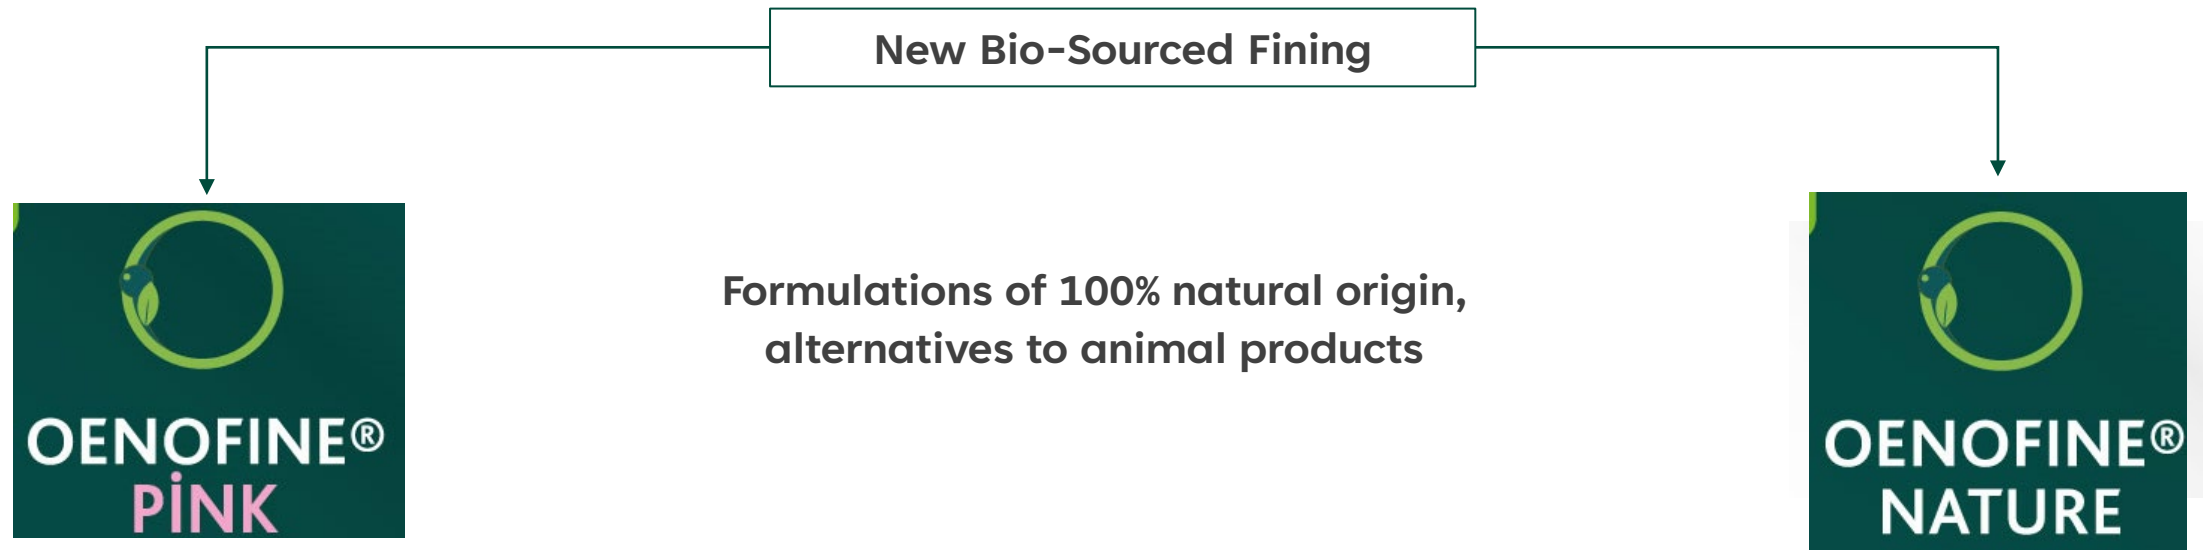 New Bio-Sourced Fining
Formulations of 100% natural origin,
alternatives to animal products
OENOFINE®
PİNK
OENOFINE®
NATURE